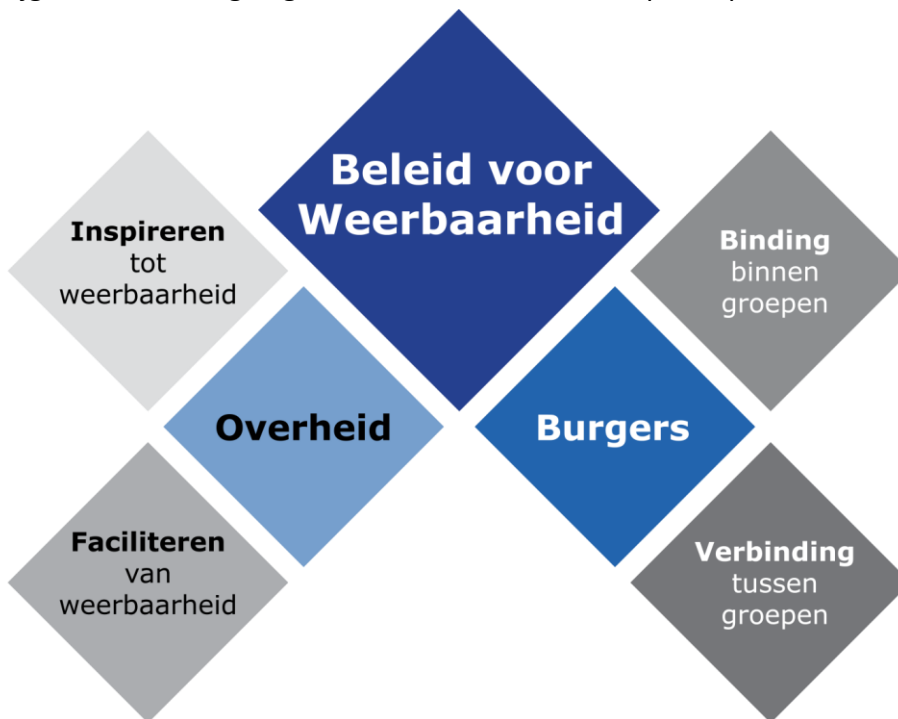 Beleid voor
Weerbaarheid
Inspireren
tot
weerbaarheid
Binding
binnen
groepen
Overheid
Burgers
Faciliteren
van
weerbaarheid
Verbinding
tussen
groepen